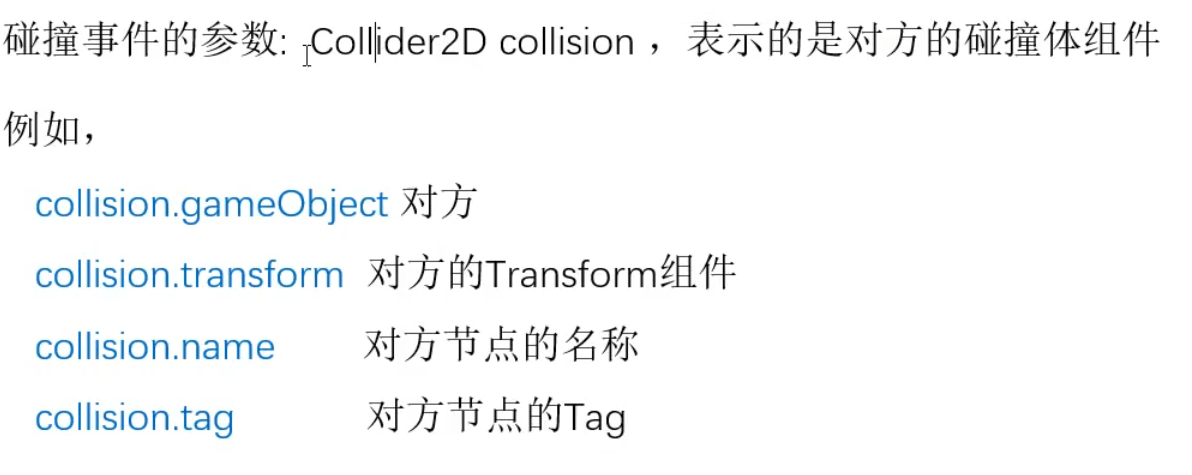 碰撞事件的参数: Collider2D collision ，表示的是对方的碰撞体组件
例如，
collision.gameObject 对方
collision.transform 对方的Transform组件
collision.name 对方节点的名称
collision.tag 对方节点的Tag